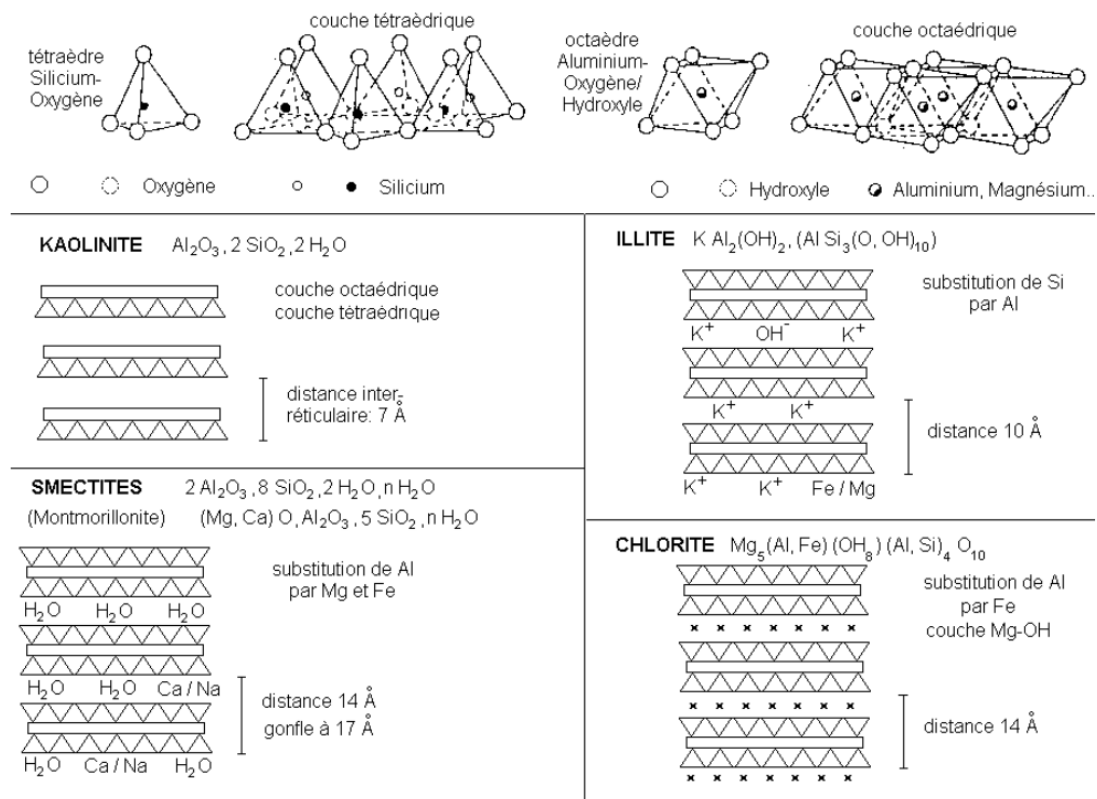 tétraèdre
Silicium-
Oxygène
couche tétraèdrique
octaèdre
Aluminium-
Oxygène/
Hydroxyle
couche octaédrique
Oxygène
Silicium
Hydroxyle
Aluminium, Magnésium...
KAOLINITE Al₂O₃, 2 SiO₂, 2 H₂O
couche octaédrique
couche tétraèdrique
distance inter-
réticulaire: 7 Å
ILLITE K Al₂(OH)₂, (Al Si₃(O, OH)₁₀)
substitution de Si
par Al
K⁺ OH⁻ K⁺
K⁺ K⁺
distance 10 Å
K⁺ K⁺ Fe / Mg
SMECTITES 2 Al₂O₃, 8 SiO₂, 2 H₂O, n H₂O
(Montmorillonite) (Mg, Ca) O, Al₂O₃, 5 SiO₂, n H₂O
substitution de Al
par Mg et Fe
H₂O H₂O H₂O
H₂O H₂O Ca / Na
distance 14 Å
gonfle à 17 Å
H₂O Ca / Na H₂O
CHLORITE Mg₅(Al, Fe) (OH₈) (Al, Si)₄ O₁₀
substitution de Al
par Fe
couche Mg-OH
distance 14 Å